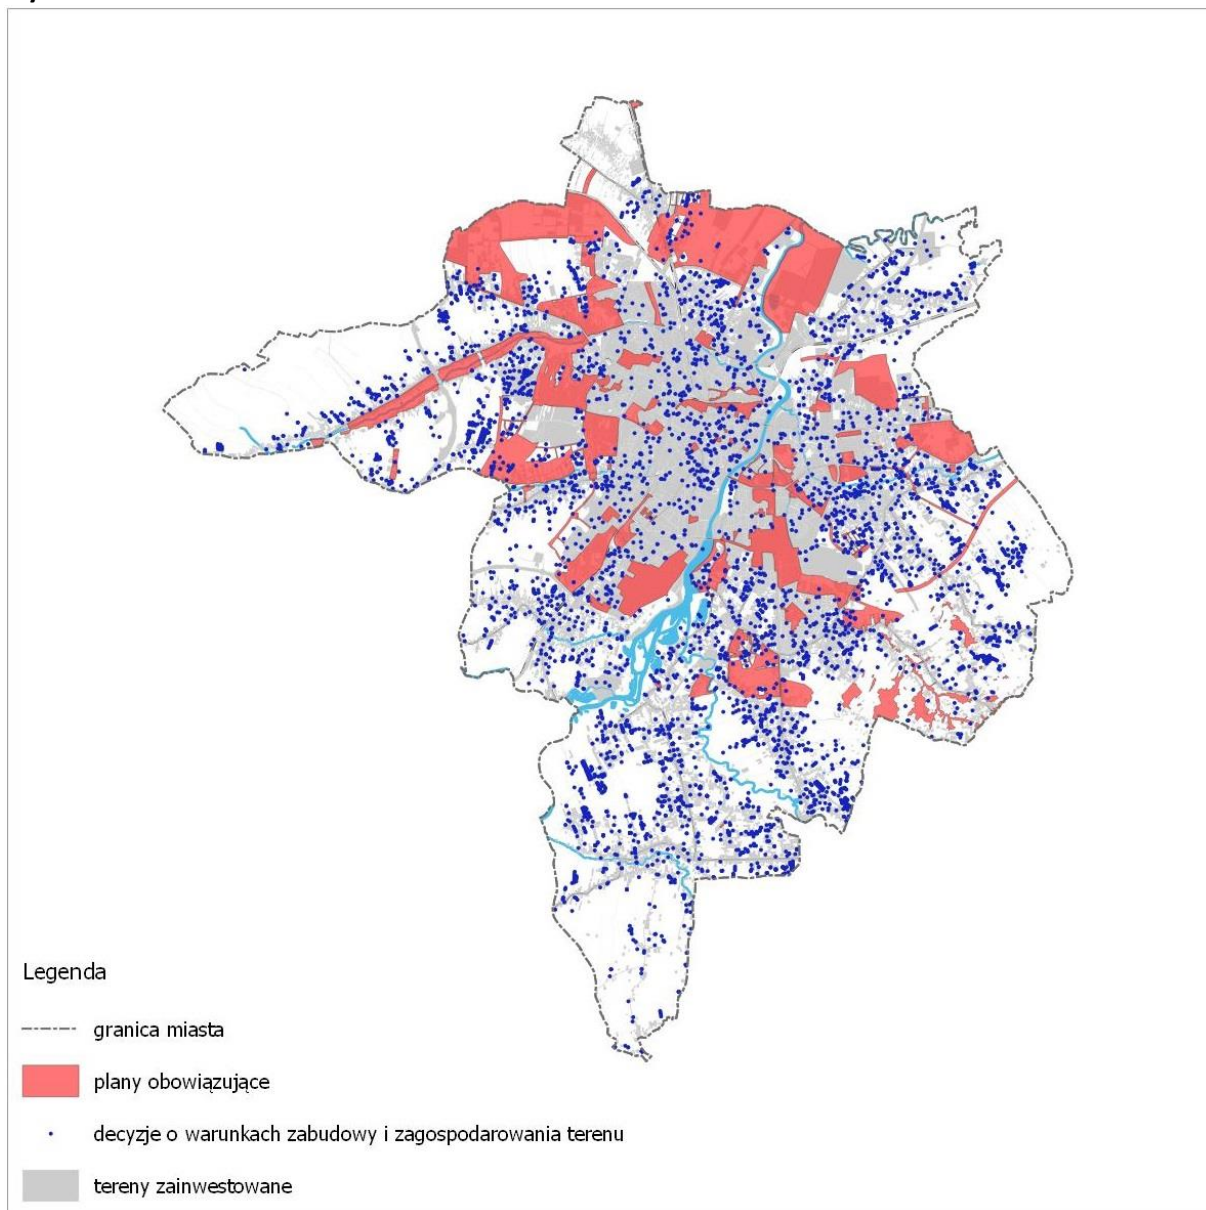 Legenda
granica miasta
plany obowiązujące
decyzje o warunkach zabudowy i zagospodarowania terenu
tereny zainwestowane